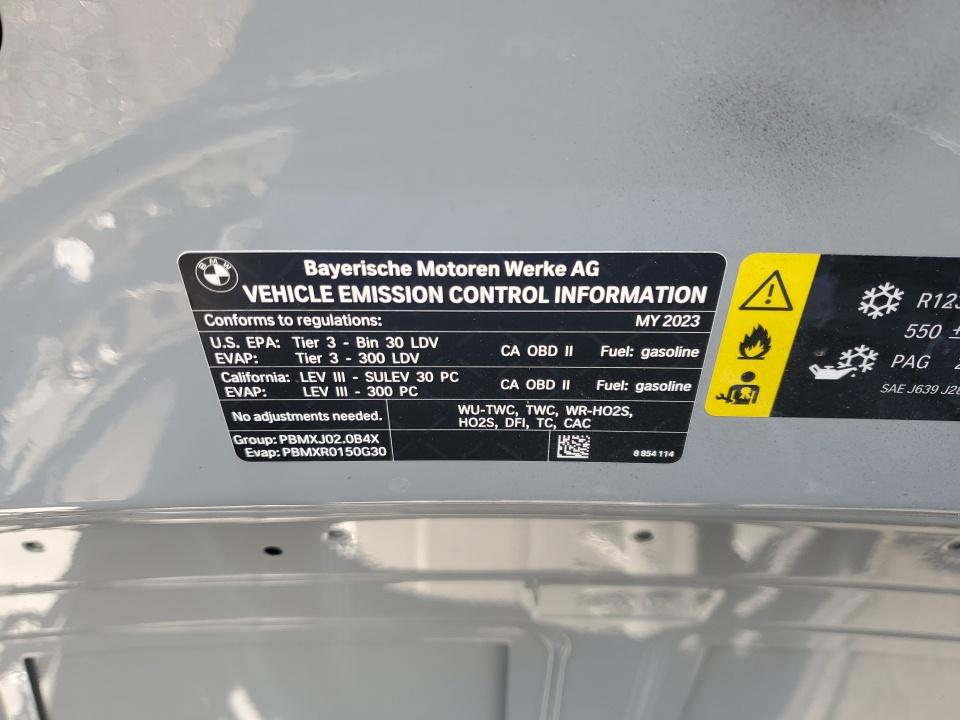 BMW
Bayerische Motoren Werke AG
VEHICLE EMISSION CONTROL INFORMATION
Conforms to regulations: MY 2023
U.S. EPA: Tier 3 - Bin 30 LDV
EVAP: Tier 3 - 300 LDV
CA OBD II Fuel: gasoline
California: LEV III - SULEV 30 PC
EVAP: LEV III - 300 PC
CA OBD II Fuel: gasoline
No adjustments needed.
WU-TWC, TWC, WR-HO2S,
HO2S, DFI, TC, CAC
Group: PBMXJ02.0B4X
Evap: PBMXR0150G30
8 854 114
550 ±
PAG
SAE J639